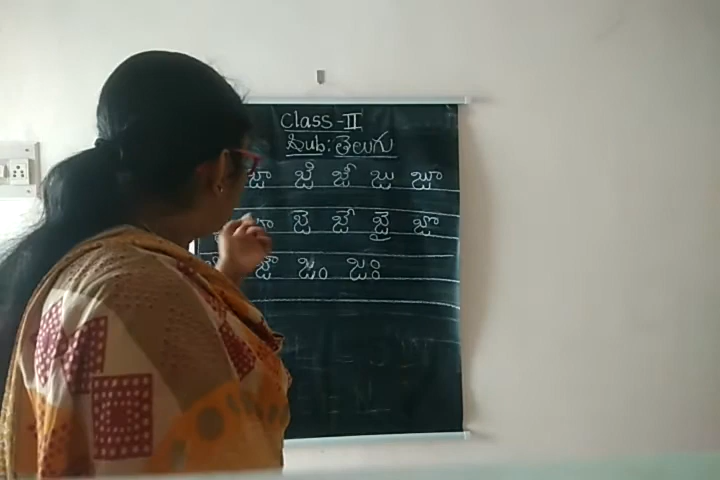 Class-II
Sub: తెలుగు
జా జి జీ జు జూ
జె జే జై జొ
జౌ జం జః